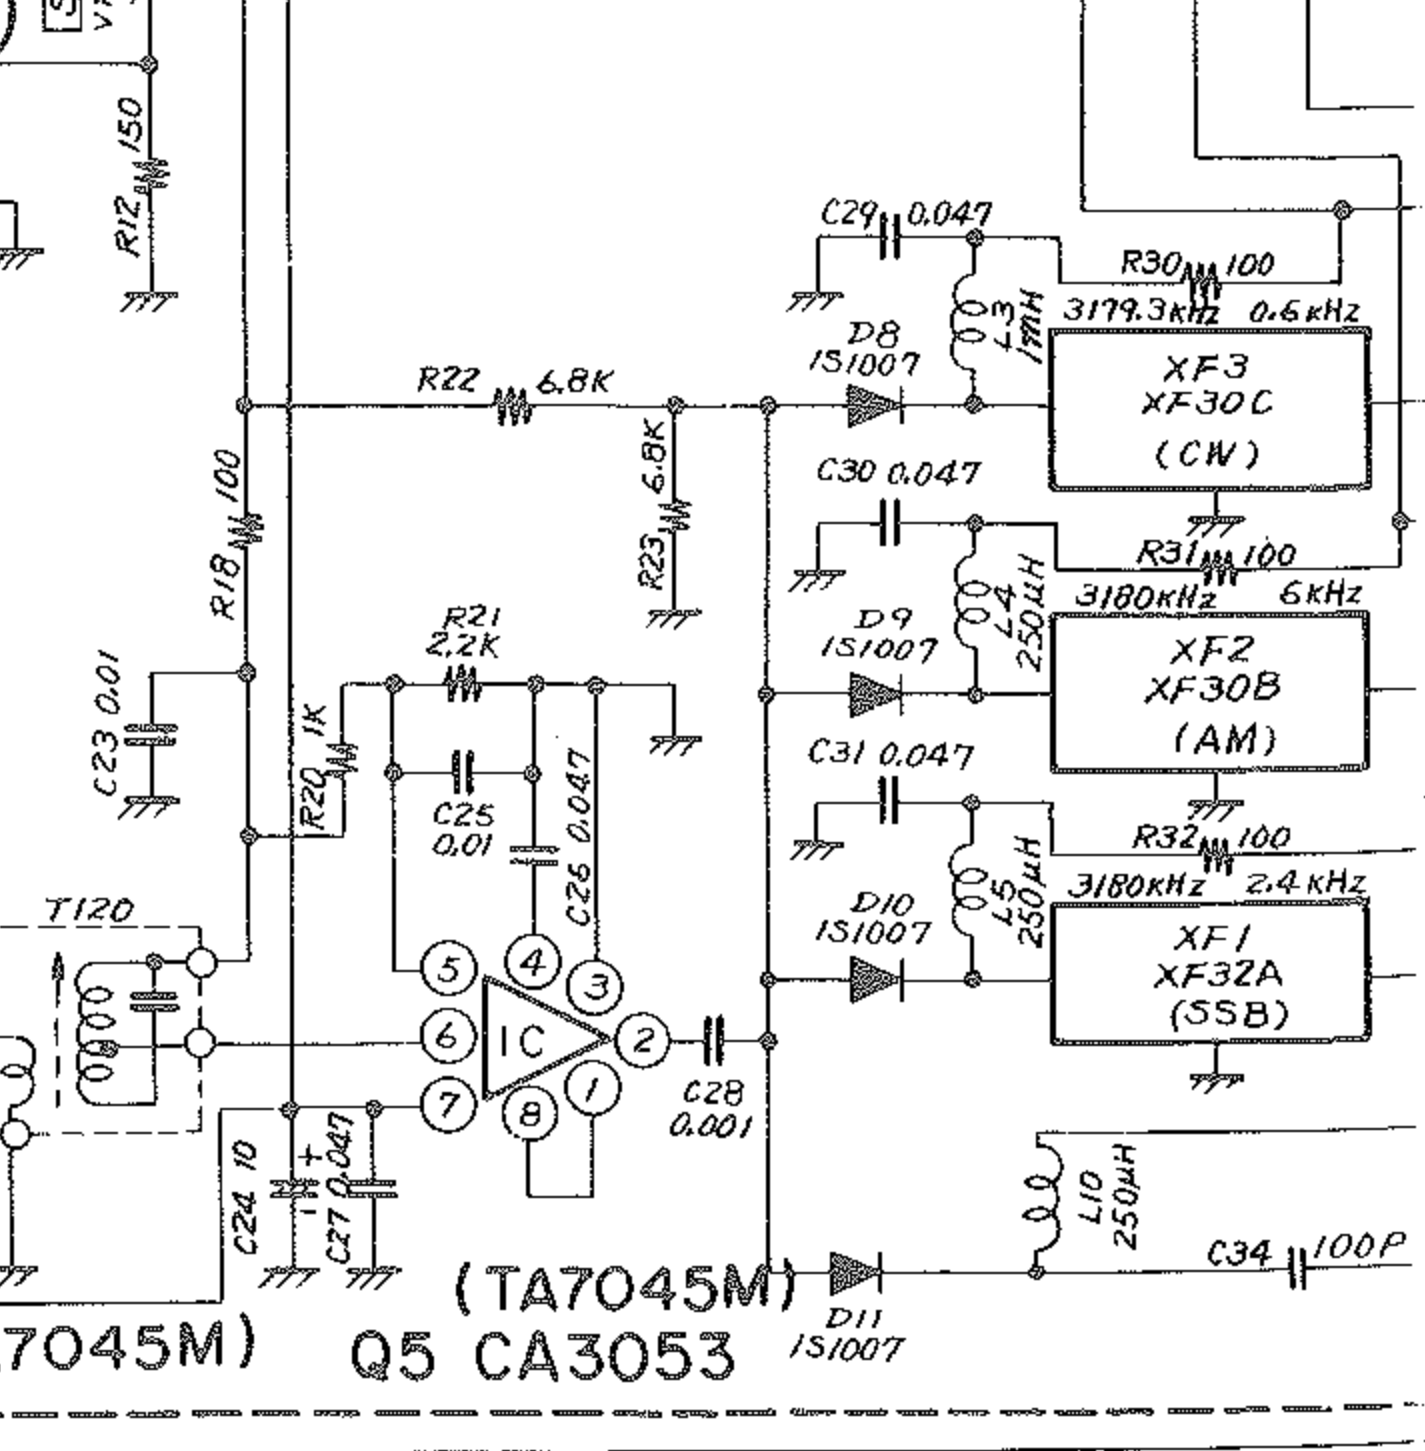 R12 150
C29 0.047
R30 100
3179.3KHz 0.6KHz
L3
1mH
D8
1S1007
XF3
XF30C
(CW)
R22 6.8K
R18 100
R23 6.8K
C30 0.047
R31 100
3180KHz 6KHz
L4
250μH
D9
1S1007
XF2
XF30B
(AM)
R21
2.2K
C23 0.01
R20 1K
C25
0.01
C26 0.047
C31 0.047
R32 100
3180KHz 2.4KHz
L5
250μH
D10
1S1007
XF1
XF32A
(SSB)
T120
5
4
3
6
IC
2
7
8
1
C28
0.001
C24 10
+
-
C27 0.047
L10
250μH
C34 100P
D11
1S1007
(TA7045M)
7045M)
Q5 CA3053